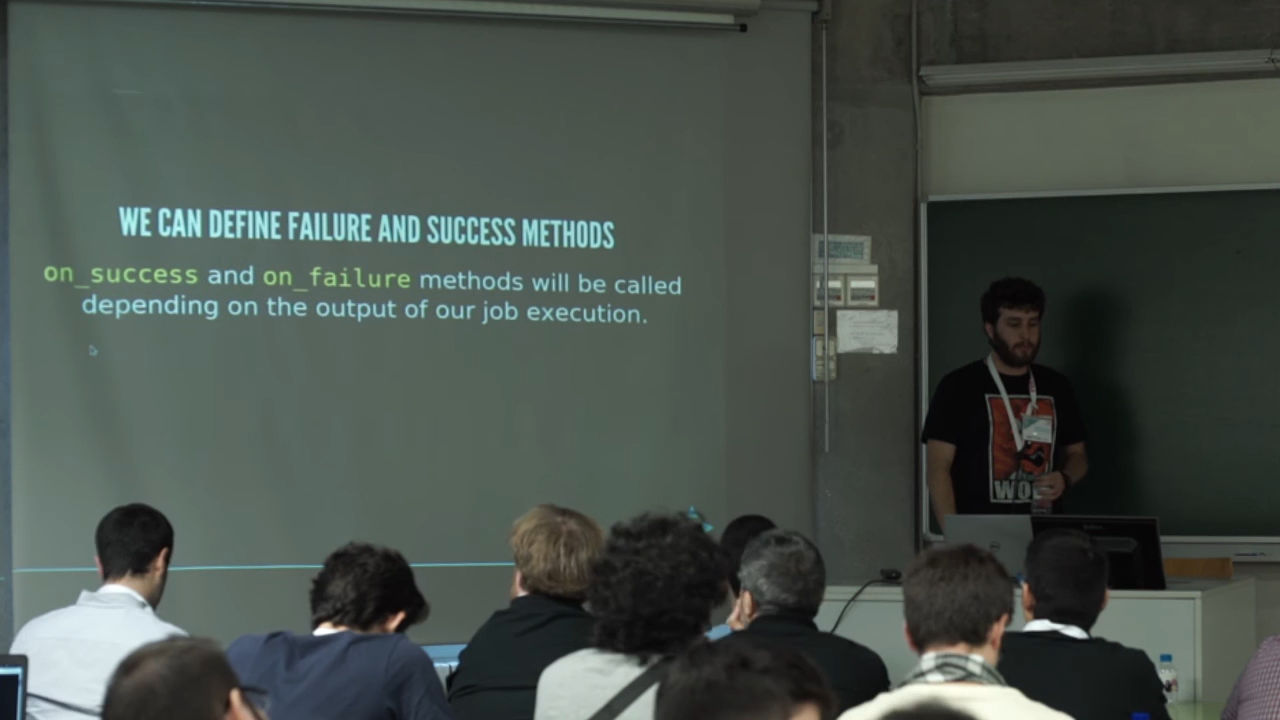 WE CAN DEFINE FAILURE AND SUCCESS METHODS
on_success and on_failure methods will be called
depending on the output of our job execution.